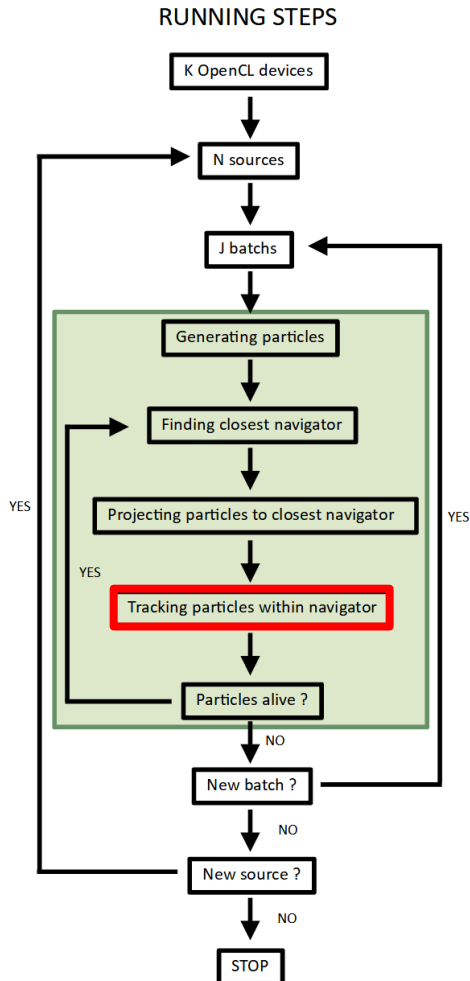 RUNNING STEPS
K OpenCL devices
N sources
J batchs
Generating particles
Finding closest navigator
YES
Projecting particles to closest navigator
YES
YES
Tracking particles within navigator
Particles alive ?
NO
New batch ?
NO
New source ?
NO
STOP